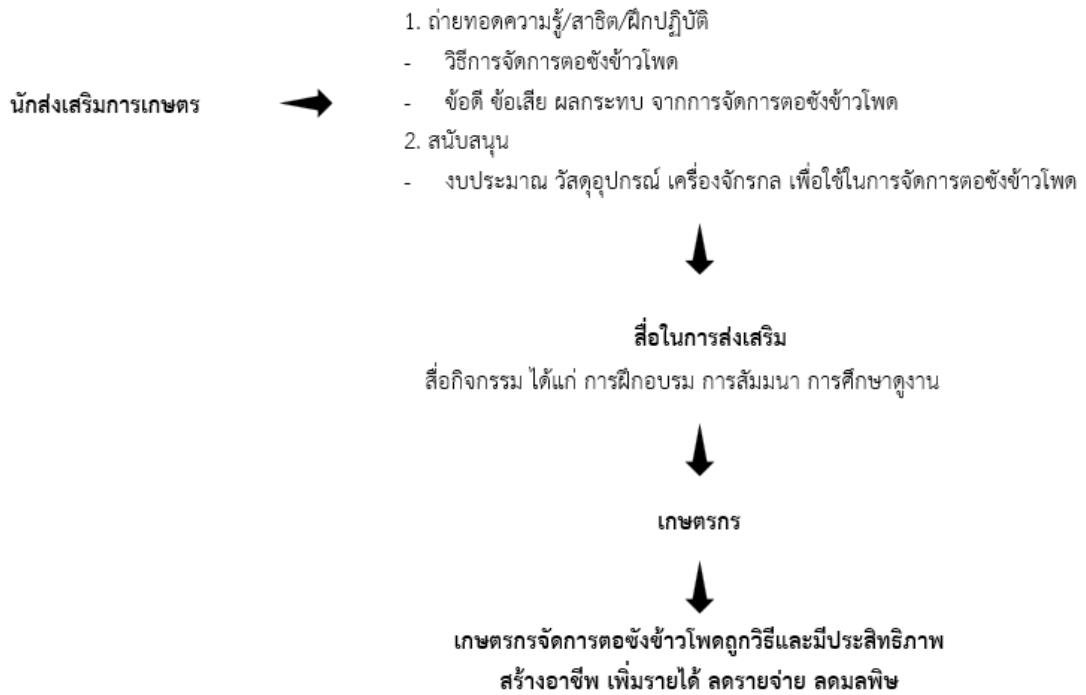 นักส่งเสริมการเกษตร
1. ถ่ายทอดความรู้/สาธิต/ฝึกปฏิบัติ
- วิธีการจัดการตอซังข้าวโพด
- ข้อดี ข้อเสีย ผลกระทบ จากการจัดการตอซังข้าวโพด
2. สนับสนุน
- งบประมาณ วัสดุอุปกรณ์ เครื่องจักรกล เพื่อใช้ในการจัดการตอซังข้าวโพด
สื่อในการส่งเสริม
สื่อกิจกรรม ได้แก่ การฝึกอบรม การสัมมนา การศึกษาดูงาน
เกษตรกร
เกษตรกรจัดการตอซังข้าวโพดถูกวิธีและมีประสิทธิภาพ
สร้างอาชีพ เพิ่มรายได้ ลดรายจ่าย ลดมลพิษ